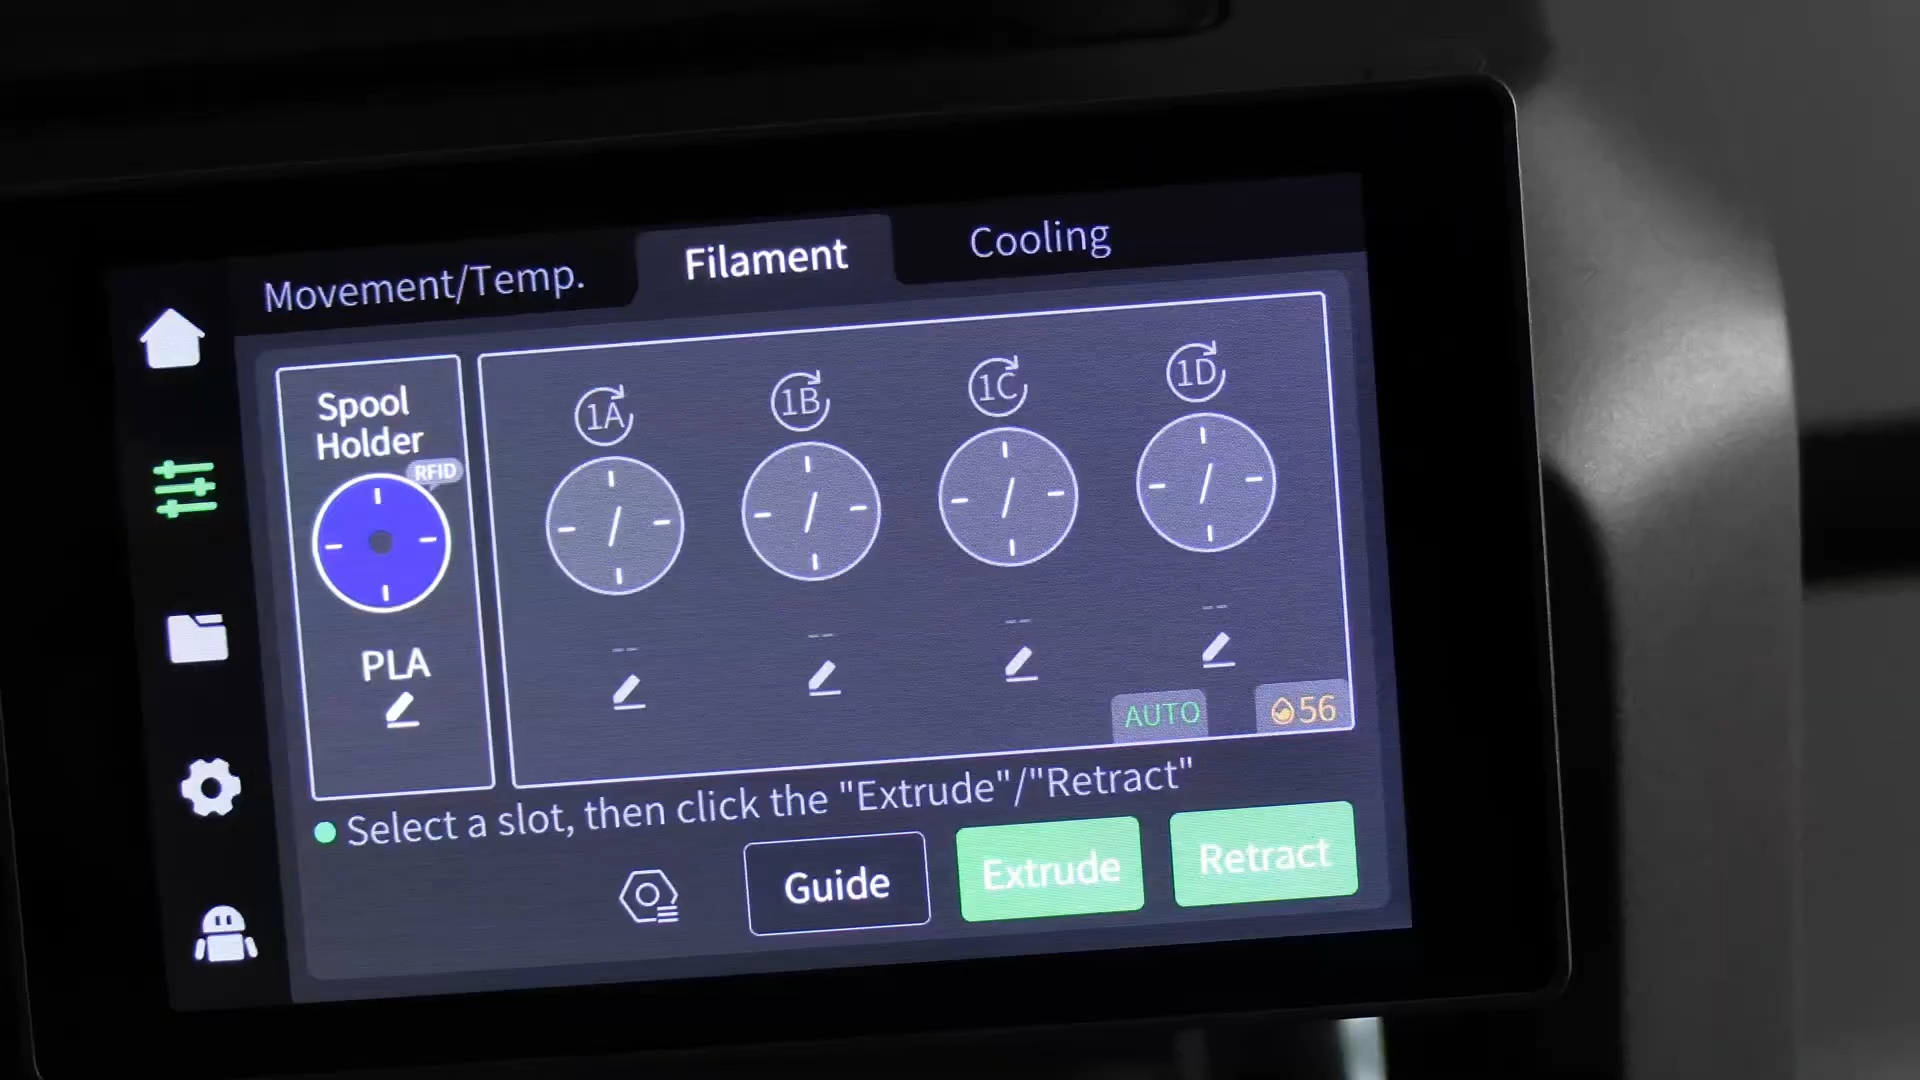 Movement/Temp.
Filament
Cooling
Spool
Holder
RFID
PLA
1A
1B
1C
1D
--
--
--
--
AUTO
56
Select a slot, then click the "Extrude"/"Retract"
Guide
Extrude
Retract